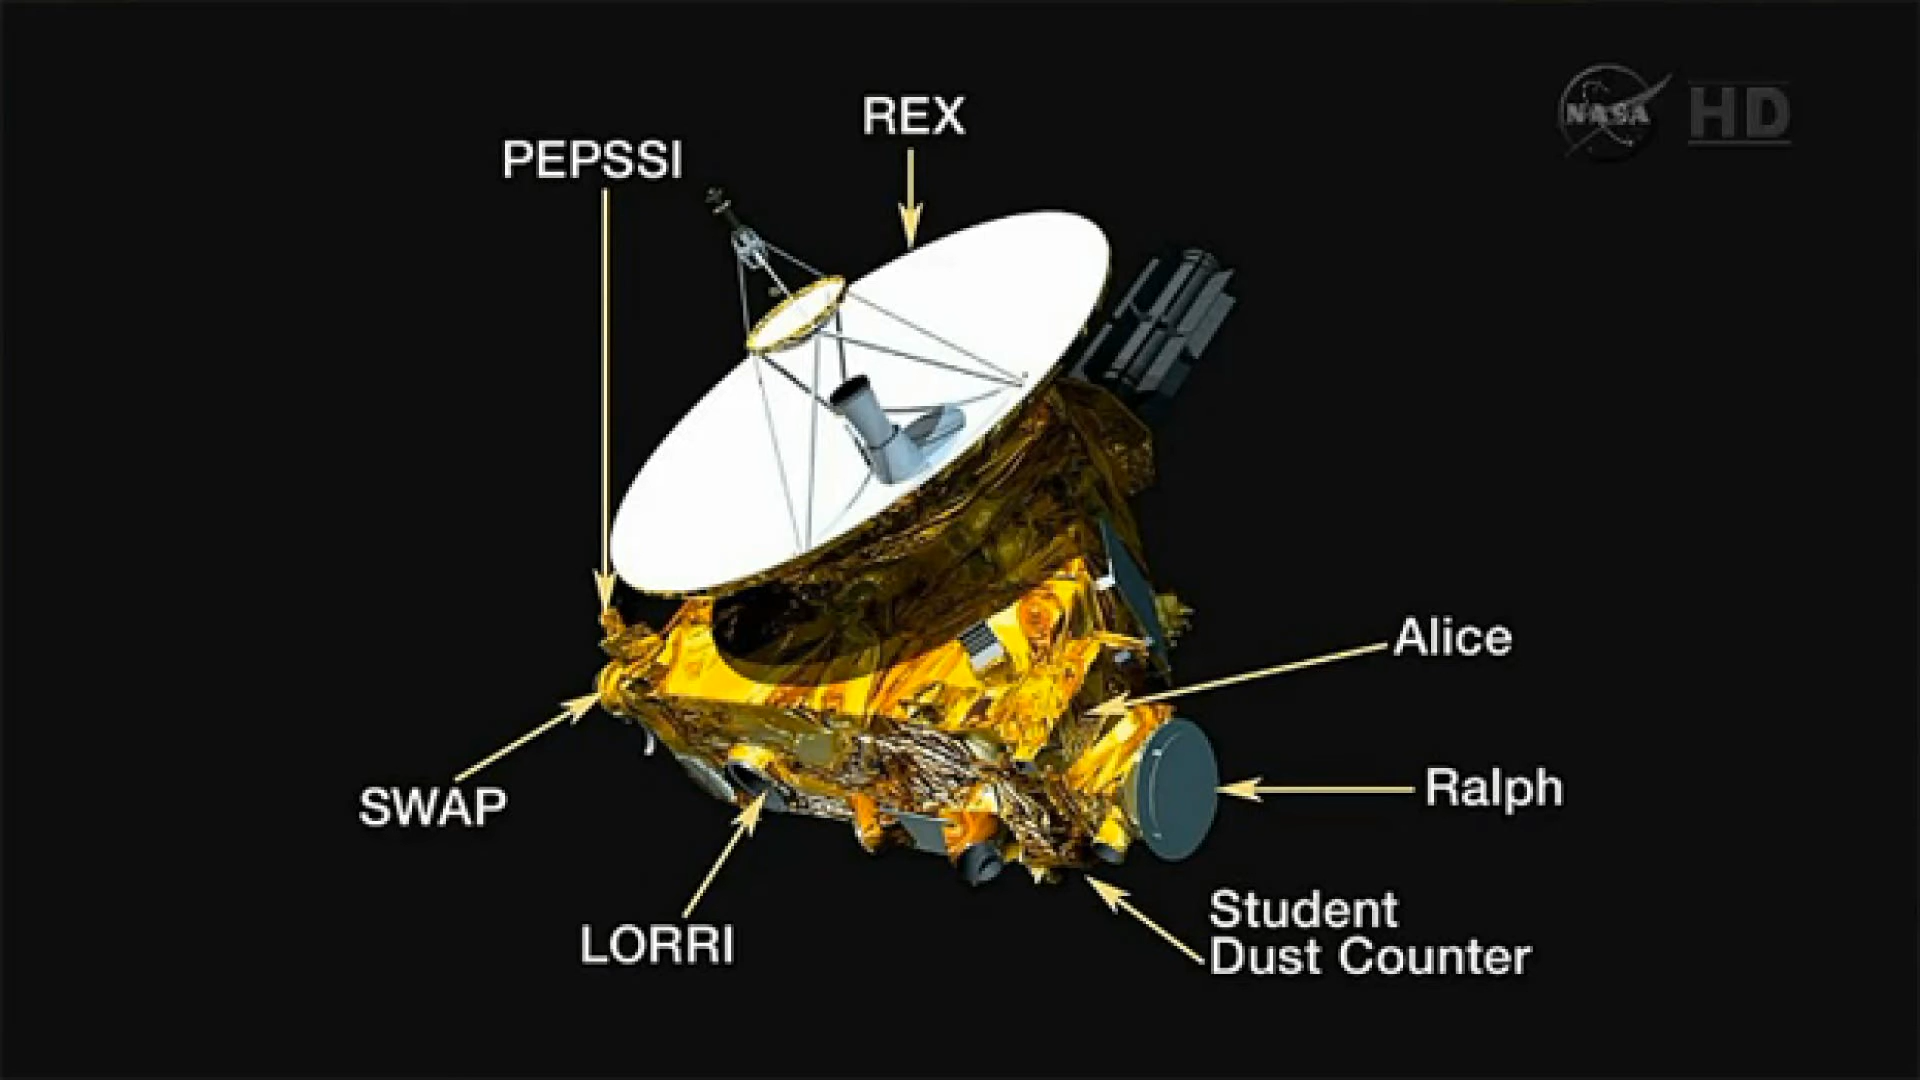 NASA HD
REX
PEPSSI
Alice
Ralph
SWAP
Student
Dust Counter
LORRI